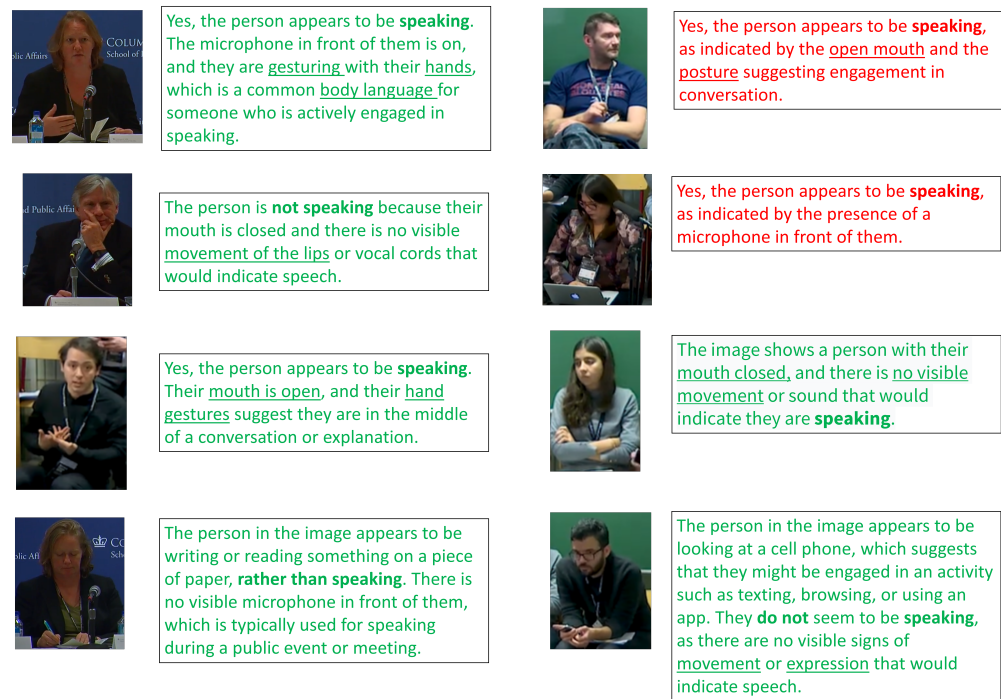 Yes, the person appears to be speaking.
The microphone in front of them is on,
and they are gesturing with their hands,
which is a common body language for
someone who is actively engaged in
speaking.
COLUM
School of
blic Affairs
The person is not speaking because their
mouth is closed and there is no visible
movement of the lips or vocal cords that
would indicate speech.
nd Public Affai
Yes, the person appears to be speaking.
Their mouth is open, and their hand
gestures suggest they are in the middle
of a conversation or explanation.
The person in the image appears to be
writing or reading something on a piece
of paper, rather than speaking. There is
no visible microphone in front of them,
which is typically used for speaking
during a public event or meeting.
CO
Scho
lic Aff
Yes, the person appears to be speaking,
as indicated by the open mouth and the
posture suggesting engagement in
conversation.
Yes, the person appears to be speaking,
as indicated by the presence of a
microphone in front of them.
The image shows a person with their
mouth closed, and there is no visible
movement or sound that would
indicate they are speaking.
The person in the image appears to be
looking at a cell phone, which suggests
that they might be engaged in an activity
such as texting, browsing, or using an
app. They do not seem to be speaking,
as there are no visible signs of
movement or expression that would
indicate speech.